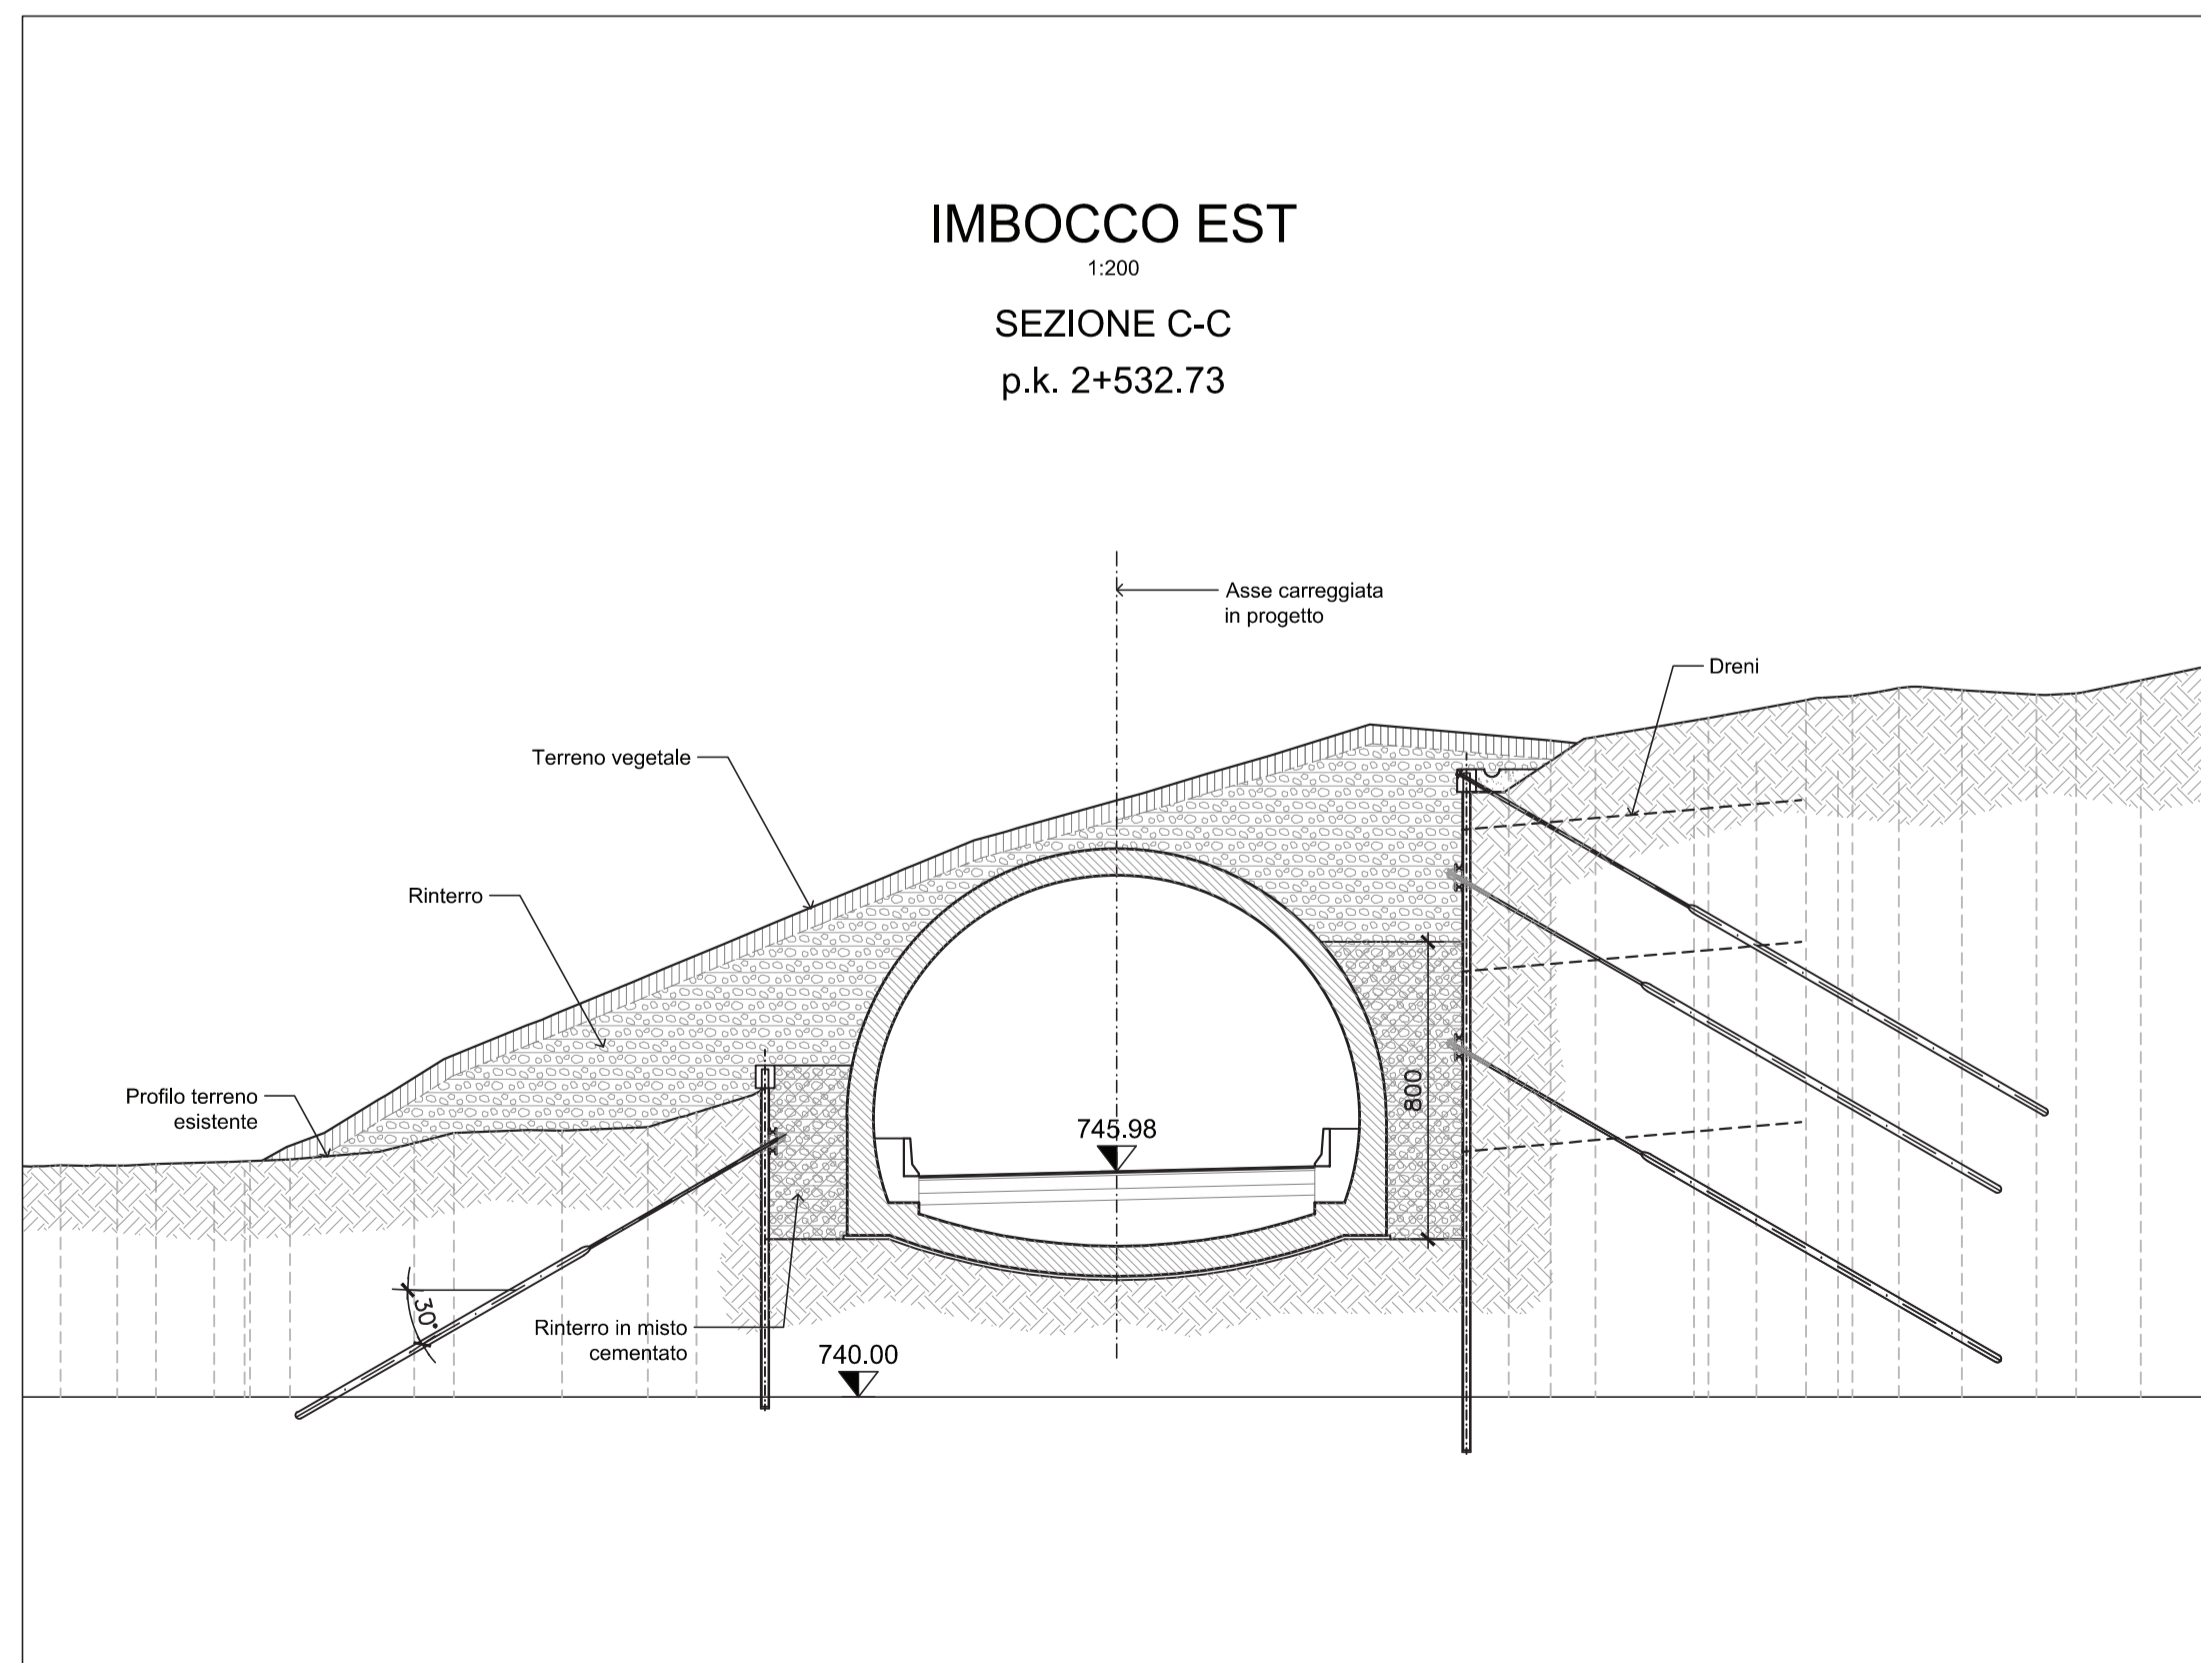 IMBOCCO EST
1:200
SEZIONE C-C
p.k. 2+532.73
Asse carreggiata
in progetto
Dreni
Terreno vegetale
Rinterro
Profilo terreno
esistente
800
745.98
30°
Rinterro in misto
cementato
740.00